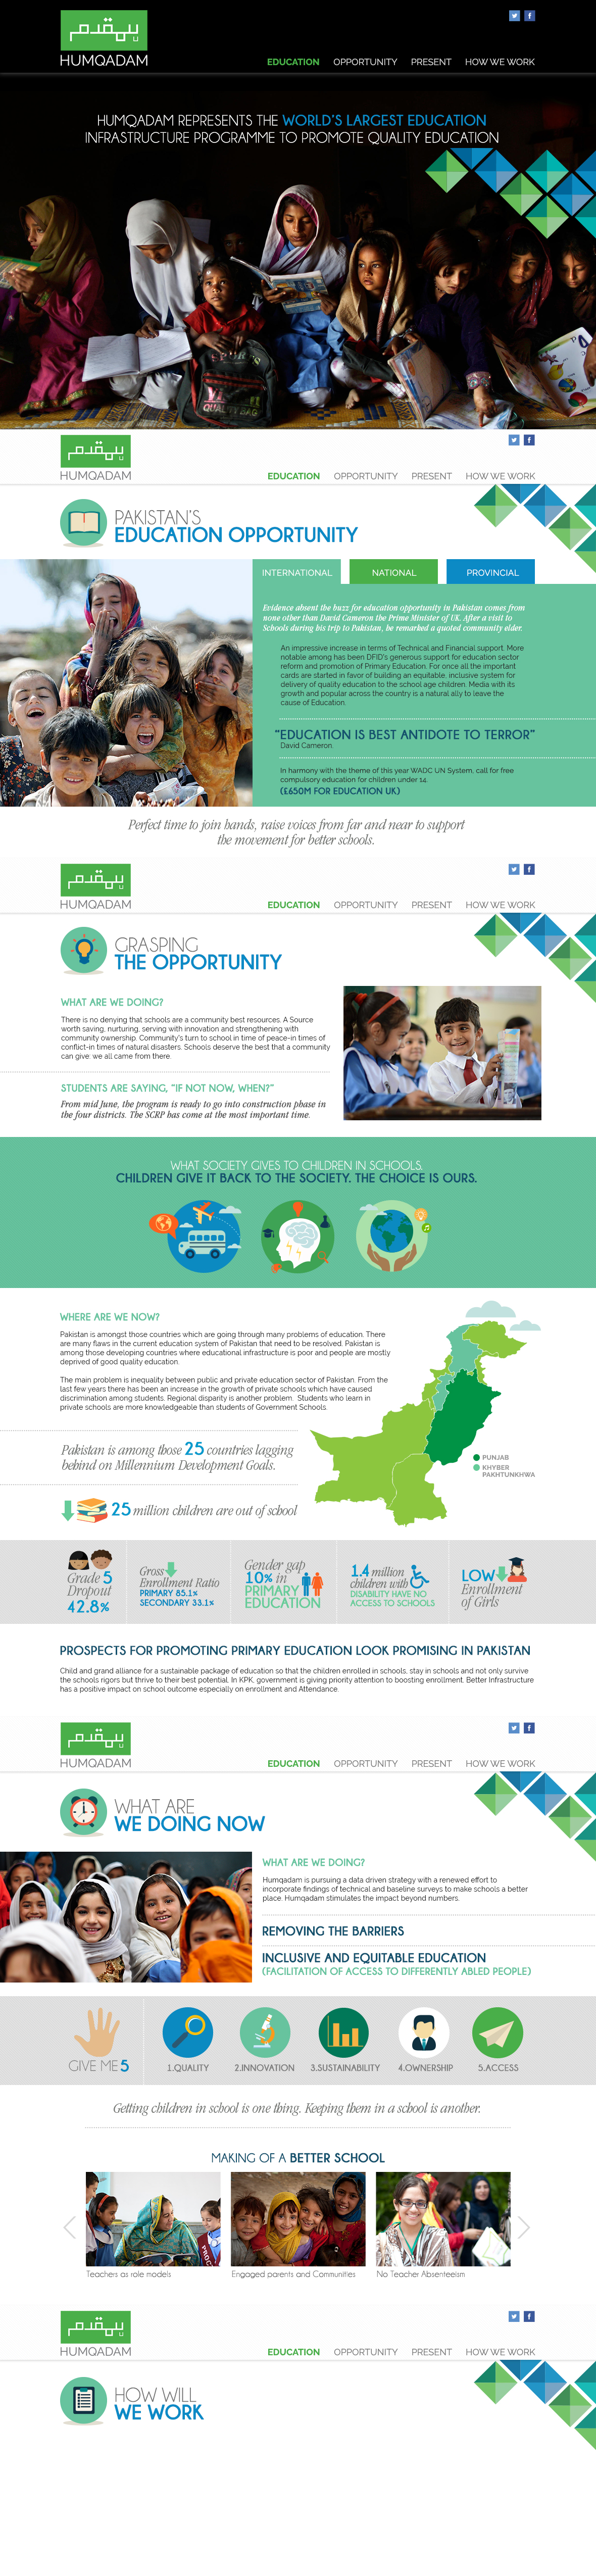 ہمقدم
HUMQADAM
EDUCATION OPPORTUNITY PRESENT HOW WE WORK
HUMQADAM REPRESENTS THE WORLD'S LARGEST EDUCATION
INFRASTRUCTURE PROGRAMME TO PROMOTE QUALITY EDUCATION
QUALITY BAG
ہمقدم
HUMQADAM
EDUCATION OPPORTUNITY PRESENT HOW WE WORK
PAKISTAN'S
EDUCATION OPPORTUNITY
INTERNATIONAL NATIONAL PROVINCIAL
Evidence absent the buzz for education opportunity in Pakistan comes from
none other than David Cameron the Prime Minister of UK. After a visit to
Schools during his trip to Pakistan, he remarked a quoted community elder.
An impressive increase in terms of Technical and Financial support. More
notable among has been DFID's generous support for education sector
reform and promotion of Primary Education. For once all the important
cards are started in favor of building an equitable, inclusive system for
delivery of quality education to the school age children. Media with its
growth and popular across the country is a natural ally to leave the
cause of Education.
"EDUCATION IS BEST ANTIDOTE TO TERROR"
David Cameron.
In harmony with the theme of this year WADC UN System, call for free
compulsory education for children under 14.
(£650M FOR EDUCATION UK)
Perfect time to join hands, raise voices from far and near to support
the movement for better schools.
ہمقدم
HUMQADAM
EDUCATION OPPORTUNITY PRESENT HOW WE WORK
GRASPING
THE OPPORTUNITY
WHAT ARE WE DOING?
There is no denying that schools are a community best resources. A Source
worth saving, nurturing, serving with innovation and strengthening with
community ownership. Community's turn to school in time of peace-in times of
conflict-in times of natural disasters. Schools deserve the best that a community
can give: we all came from there.
STUDENTS ARE SAYING, "IF NOT NOW, WHEN?"
From mid June, the program is ready to go into construction phase in
the four districts. The SCRP has come at the most important time.
WHAT SOCIETY GIVES TO CHILDREN IN SCHOOLS.
CHILDREN GIVE IT BACK TO THE SOCIETY. THE CHOICE IS OURS.
WHERE ARE WE NOW?
Pakistan is amongst those countries which are going through many problems of education. There
are many flaws in the current education system of Pakistan that need to be resolved. Pakistan is
among those developing countries where educational infrastructure is poor and people are mostly
deprived of good quality education.
The main problem is inequality between public and private education sector of Pakistan. From the
last few years there has been an increase in the growth of private schools which have caused
discrimination among students. Regional disparity is another problem.. Students who learn in
private schools are more knowledgeable than students of Government Schools.
Pakistan is among those 25 countries lagging
behind on Millennium Development Goals.
25 million children are out of school
PUNJAB
KHYBER
PAKHTUNKHWA
Grade 5
Dropout
42.8%
Gross
Enrollment Ratio
PRIMARY 85.1%
SECONDARY 33.1%
Gender gap
10% in
PRIMARY
EDUCATION
1.4 million
children with
DISABILITY HAVE NO
ACCESS TO SCHOOLS
LOW
Enrollment
of Girls
PROSPECTS FOR PROMOTING PRIMARY EDUCATION LOOK PROMISING IN PAKISTAN
Child and grand alliance for a sustainable package of education so that the children enrolled in schools, stay in schools and not only survive
the schools rigors but thrive to their best potential. In KPK, government is giving priority attention to boosting enrollment. Better Infrastructure
has a positive impact on school outcome especially on enrollment and Attendance.
ہمقدم
HUMQADAM
EDUCATION OPPORTUNITY PRESENT HOW WE WORK
WHAT ARE
WE DOING NOW
WHAT ARE WE DOING?
Humqadam is pursuing a data driven strategy with a renewed effort to
incorporate findings of technical and baseline surveys to make schools a better
place. Humqadam stimulates the impact beyond numbers.
REMOVING THE BARRIERS
INCLUSIVE AND EQUITABLE EDUCATION
(FACILITATION OF ACCESS TO DIFFERENTLY ABLED PEOPLE)
GIVE ME 5
1.QUALITY 2.INNOVATION 3.SUSTAINABILITY 4.OWNERSHIP 5.ACCESS
Getting children in school is one thing. Keeping them in a school is another.
MAKING OF A BETTER SCHOOL
Teachers as role models
Engaged parents and Communities
No Teacher Absenteeism
ہمقدم
HUMQADAM
EDUCATION OPPORTUNITY PRESENT HOW WE WORK
HOW WILL
WE WORK